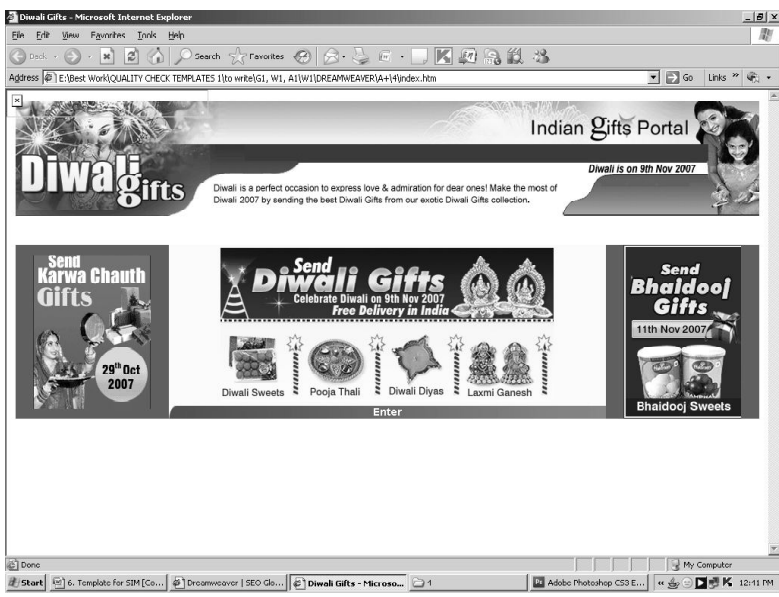 Diwali Gifts - Microsoft Internet Explorer
File Edit View Favorites Tools Help
Back Search Favorites
Address E:\Best Work\QUALITY CHECK TEMPLATES 1\to write\G1, W1, A1\W1\DREAMWEAVER\A+\4\index.htm Go Links »
Indian Gifts Portal
Diwali gifts
Diwali is on 9th Nov 2007
Diwali is a perfect occasion to express love & admiration for dear ones! Make the most of
Diwali 2007 by sending the best Diwali Gifts from our exotic Diwali Gifts collection.
Send
Karwa Chauth
Gifts
29th Oct
2007
Send
Diwali Gifts
Celebrate Diwali on 9th Nov 2007
Free Delivery in India
Diwali Sweets Pooja Thali Diwali Diyas Laxmi Ganesh
Enter
Send
Bhaidooj
Gifts
11th Nov 2007
Bhaidooj Sweets
Done My Computer
Start 6. Template for SIM [Co... Dreamweaver | SEO Glo... Diwali Gifts - Microso... 4 Adobe Photoshop CS3 E... « 12:41 PM